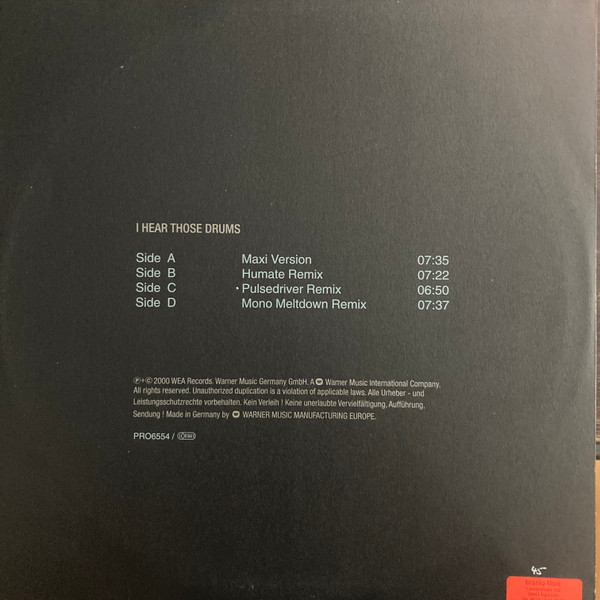 I HEAR THOSE DRUMS
Side A Maxi Version 07:35
Side B Humate Remix 07:22
Side C • Pulsedriver Remix 06:50
Side D Mono Meltdown Remix 07:37
℗+© 2000 WEA Records. Warner Music Germany GmbH. A Warner Music International Company.
All rights reserved. Unauthorized duplication is a violation of applicable laws. Alle Urheber - und
Leistungsschutzrechte vorbehalten. Kein Verleih ! Keine unerlaubte Vervielfältigung, Aufführung,
Sendung ! Made in Germany by WARNER MUSIC MANUFACTURING EUROPE.
PRO6554 /
45